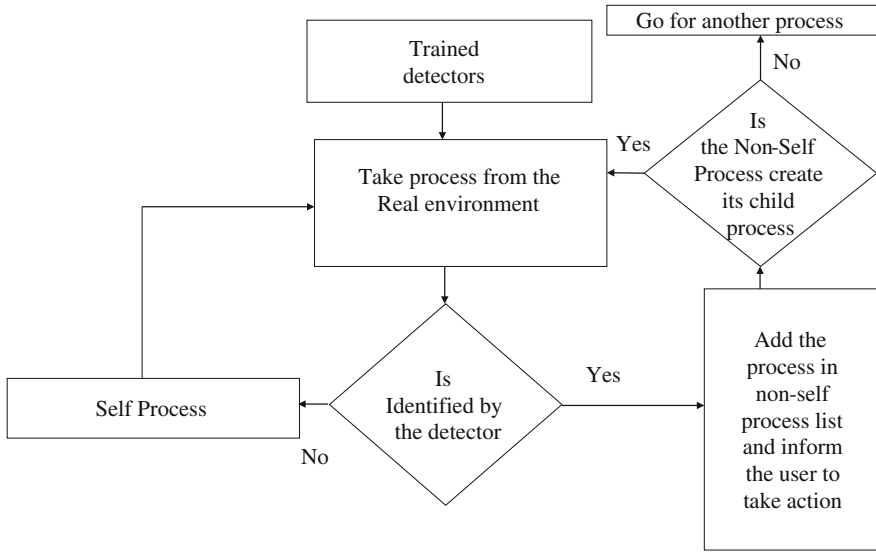 Go for another process
Trained
detectors
No
Is
the Non-Self
Process create
its child
process
Yes
Take process from the
Real environment
Add the
process in
non-self
process list
and inform
the user to
take action
Yes
Is
Identified by
the detector
Self Process
No